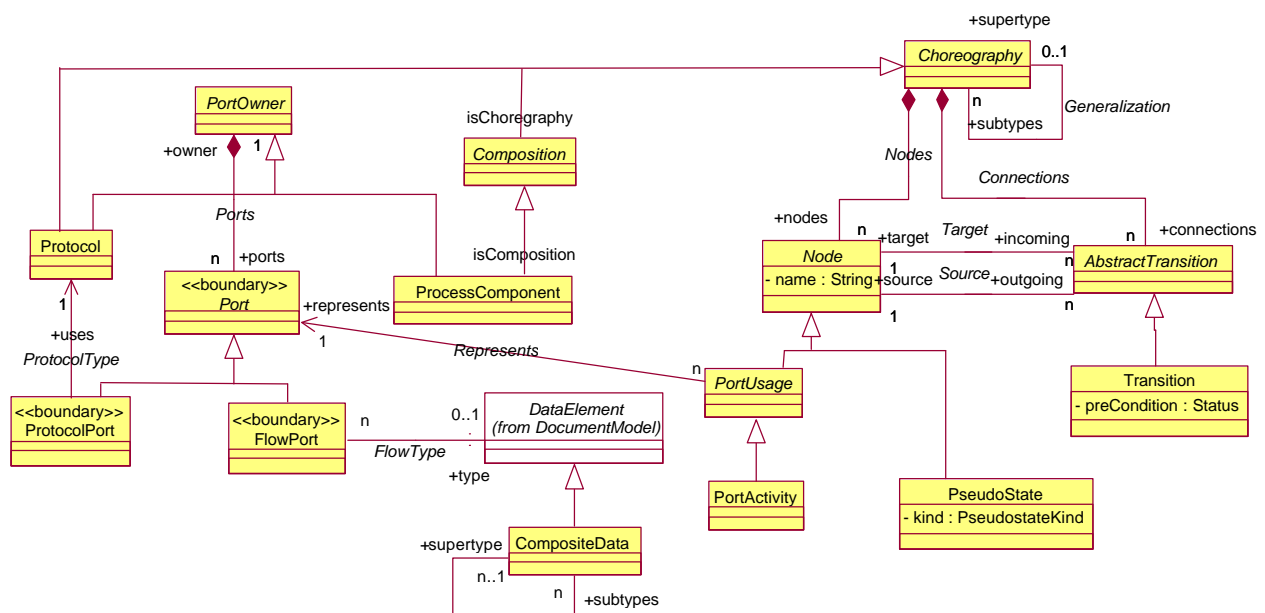 +supertype
0..1
Choreography
n
+subtypes
Generalization
PortOwner
+owner
1
isChoregraphy
Composition
Nodes
Connections
Ports
+nodes
n
+target
Target
+incoming
n
+connections
Protocol
n
+ports
isComposition
Node
1
n
AbstractTransition
- name : String
+source
Source
+outgoing
1
n
<<boundary>>
Port
ProcessComponent
+represents
1
1
+uses
ProtocolType
Represents
n
PortUsage
Transition
- preCondition : Status
<<boundary>>
ProtocolPort
<<boundary>>
FlowPort
n
0..1
FlowType
+type
DataElement
(from DocumentModel)
PortActivity
PseudoState
- kind : PseudostateKind
CompositeData
+supertype
n..1
n
+subtypes